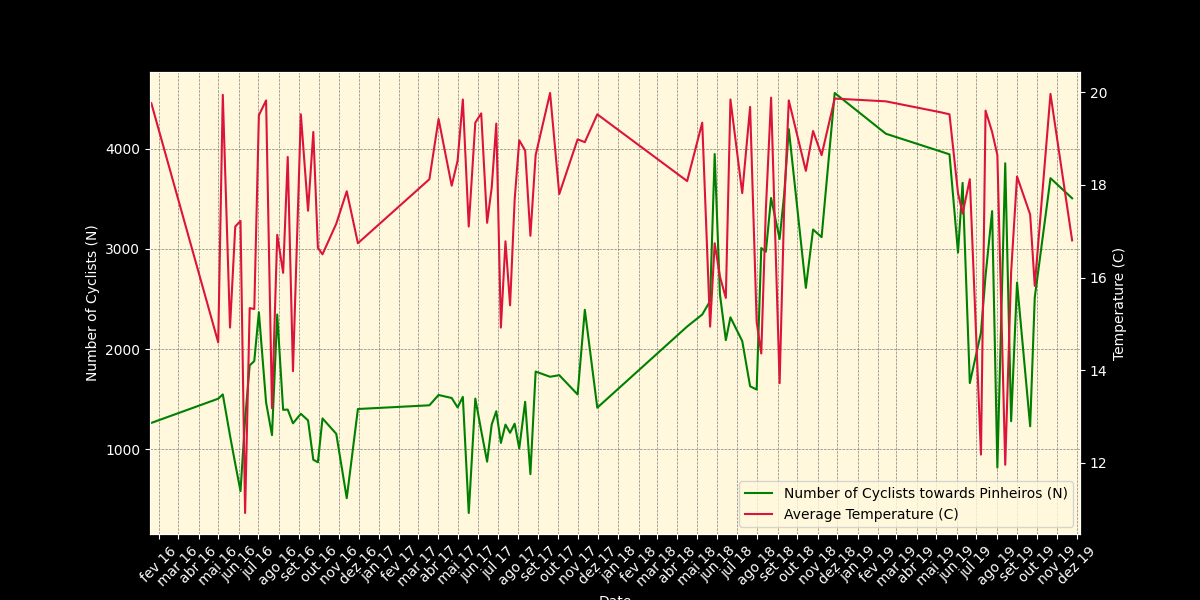 4000
3000
2000
1000
Number of Cyclists (N)
20
18
16
14
12
Temperature (C)
Number of Cyclists towards Pinheiros (N)
Average Temperature (C)
fev 16
mar 16
abr 16
mai 16
jun 16
jul 16
ago 16
set 16
out 16
nov 16
dez 16
jan 17
fev 17
mar 17
abr 17
mai 17
jun 17
jul 17
ago 17
set 17
out 17
nov 17
dez 17
jan 18
fev 18
mar 18
abr 18
mai 18
jun 18
jul 18
ago 18
set 18
out 18
nov 18
dez 18
jan 19
fev 19
mar 19
abr 19
mai 19
jun 19
jul 19
ago 19
set 19
out 19
nov 19
dez 19
Date